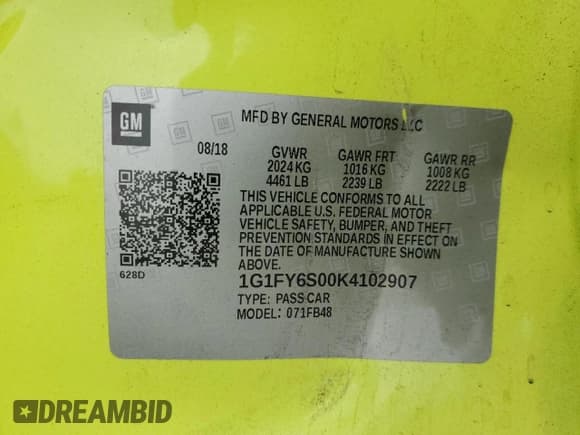 GM
MFD BY GENERAL MOTORS LLC
08/18
GVWR GAWR FRT GAWR RR
2024 KG 1016 KG 1008 KG
4461 LB 2239 LB 2222 LB
THIS VEHICLE CONFORMS TO ALL
APPLICABLE U.S. FEDERAL MOTOR
VEHICLE SAFETY, BUMPER, AND THEFT
PREVENTION STANDARDS IN EFFECT ON
THE DATE OF MANUFACTURE SHOWN
ABOVE.
628D
1G1FY6S00K4102907
TYPE: PASS CAR
MODEL: 071FB48
DREAMBID